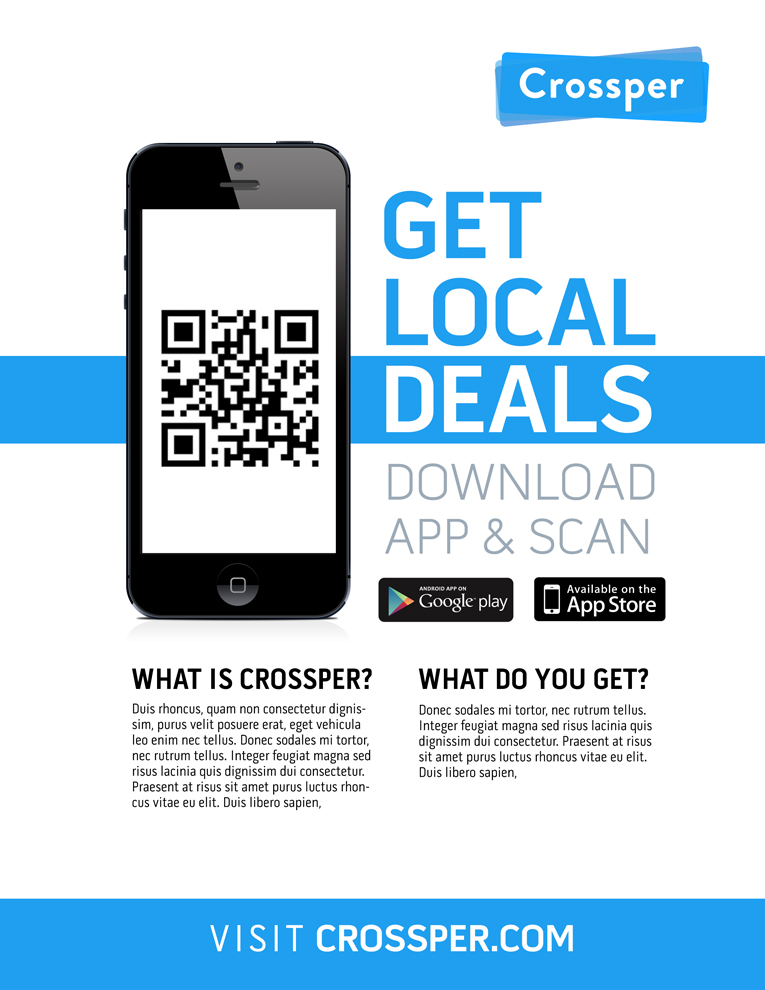 Crossper
GET
LOCAL
DEALS
DOWNLOAD
APP & SCAN
ANDROID APP ON
Google play
Available on the
App Store
WHAT IS CROSSPER?
Duis rhoncus, quam non consectetur dignis-
sim, purus velit posuere erat, eget vehicula
leo enim nec tellus. Donec sodales mi tortor,
nec rutrum tellus. Integer feugiat magna sed
risus lacinia quis dignissim dui consectetur.
Praesent at risus sit amet purus luctus rhon-
cus vitae eu elit. Duis libero sapien,
WHAT DO YOU GET?
Donec sodales mi tortor, nec rutrum tellus.
Integer feugiat magna sed risus lacinia quis
dignissim dui consectetur. Praesent at risus
sit amet purus luctus rhoncus vitae eu elit.
Duis libero sapien,
VISIT CROSSPER.COM